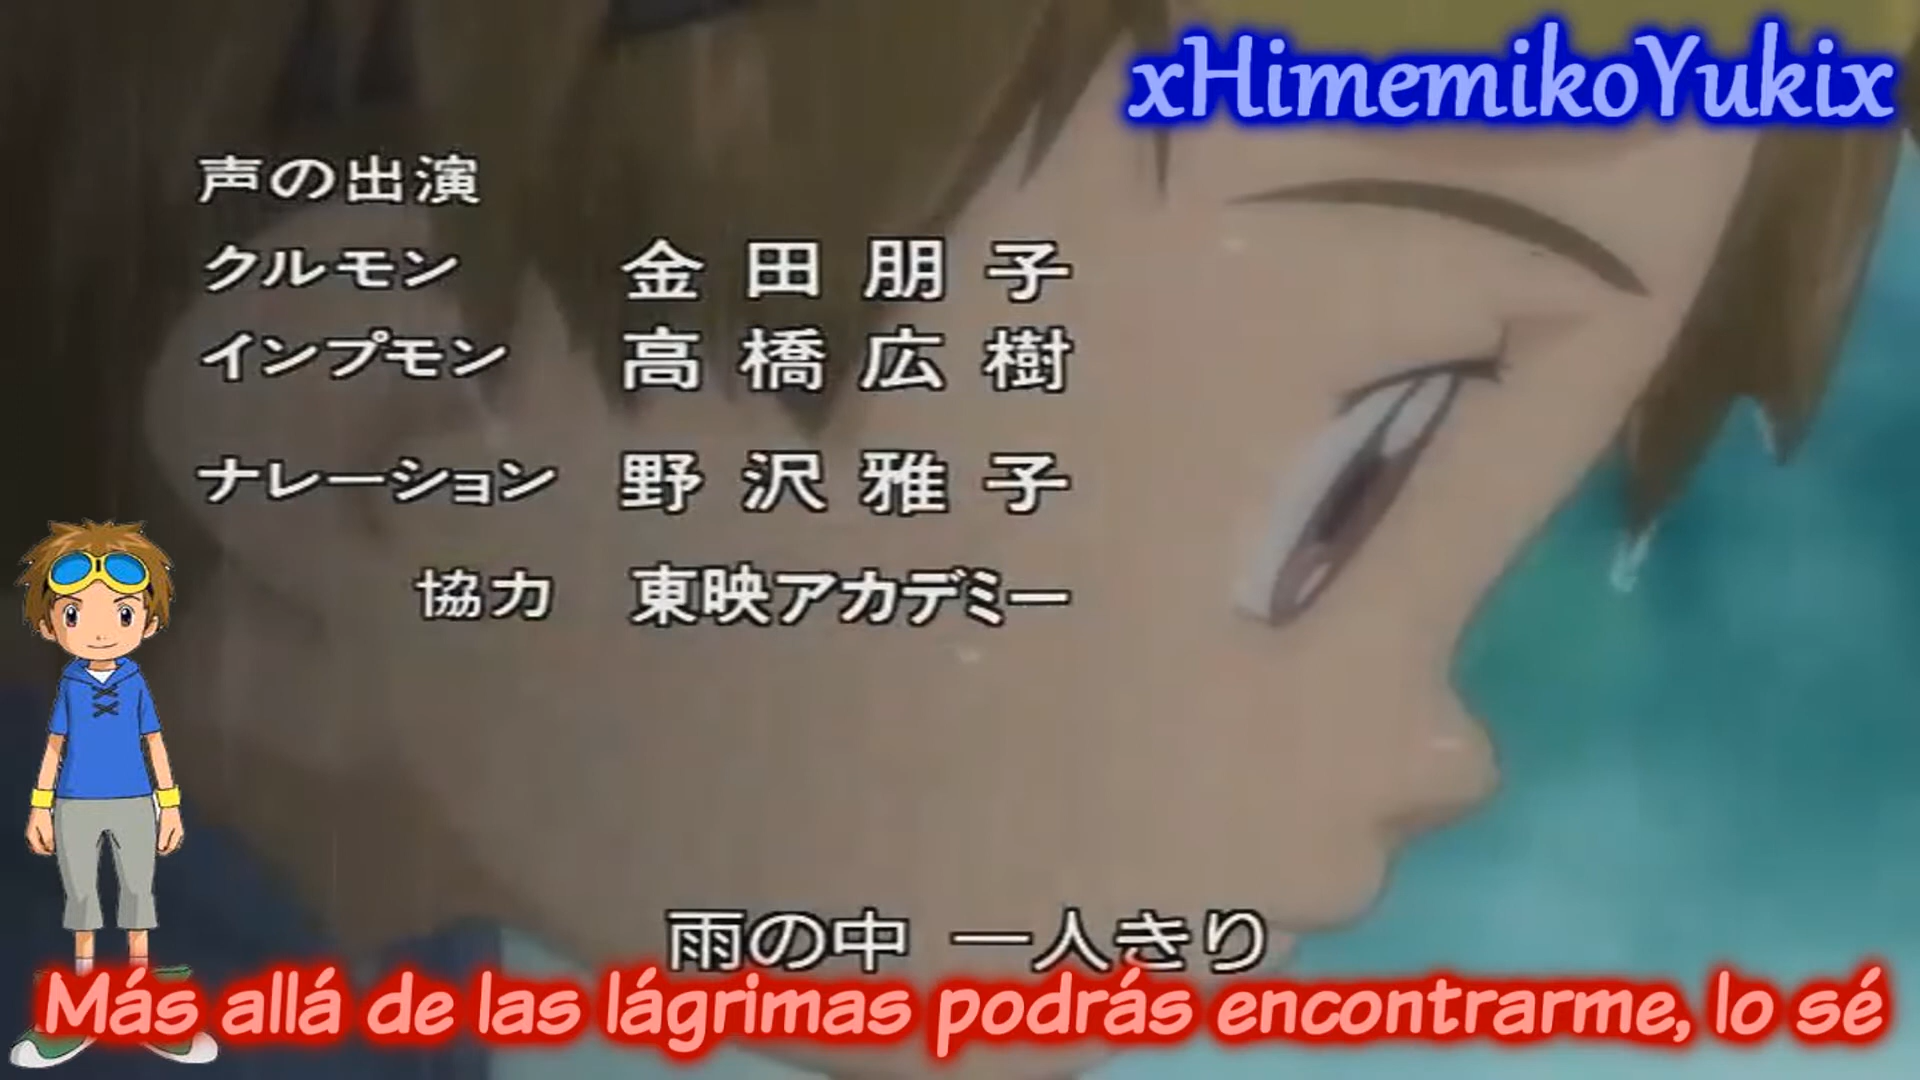 xHimemikoYukix
声の出演
クルモン 金田朋子
インプモン 高橋広樹
ナレーション 野沢雅子
協力 東映アカデミー
雨の中 一人きり
Más allá de las lágrimas podrás encontrarme, lo sé